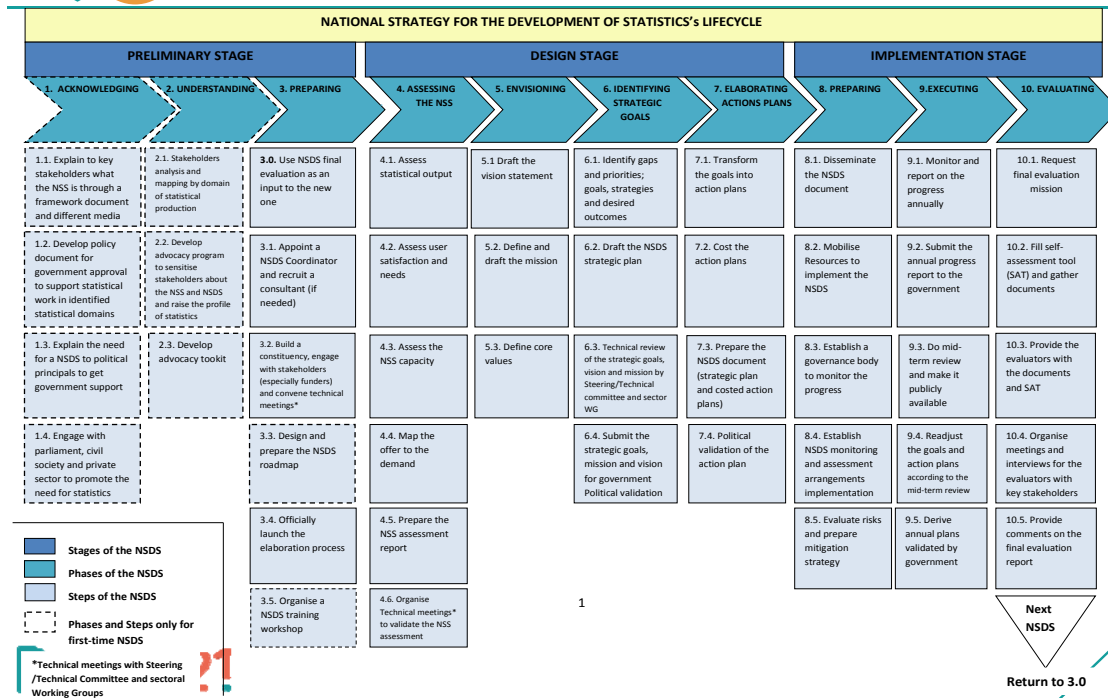 NATIONAL STRATEGY FOR THE DEVELOPMENT OF STATISTICS's LIFECYCLE
PRELIMINARY STAGE
DESIGN STAGE
IMPLEMENTATION STAGE
1. ACKNOWLEDGING
2. UNDERSTANDING
3. PREPARING
4. ASSESSING
THE NSS
5. ENVISIONING
6. IDENTIFYING
STRATEGIC
GOALS
7. ELABORATING
ACTIONS PLANS
8. PREPARING
9.EXECUTING
10. EVALUATING
1.1. Explain to key
stakeholders what
the NSS is through a
framework document
and different media
2.1. Stakeholders
analysis and
mapping by domain
of statistical
production
3.0. Use NSDS final
evaluation as an
input to the new
one
4.1. Assess
statistical output
5.1 Draft the
vision statement
6.1. Identify gaps
and priorities;
goals, strategies
and desired
outcomes
7.1. Transform
the goals into
action plans
8.1. Disseminate
the NSDS
document
9.1. Monitor and
report on the
progress
annually
10.1. Request
final evaluation
mission
1.2. Develop policy
document for
government approval
to support statistical
work in identified
statistical domains
2.2. Develop
advocacy program to
sensitise
stakeholders about
the NSS and NSDS
and raise the profile
of statistics
3.1. Appoint a
NSDS Coordinator
and recruit a
consultant (if
needed)
4.2. Assess user
satisfaction and
needs
5.2. Define and
draft the mission
6.2. Draft the NSDS
strategic plan
7.2. Cost the
action plans
8.2. Mobilise
Resources to
implement the
NSDS
9.2. Submit the
annual progress
report to the
government
10.2. Fill self-
assessment tool
(SAT) and gather
documents
1.3. Explain the need
for a NSDS to political
principals to get
government support
2.3. Develop
advocacy tookit
3.2. Build a
constituency, engage
with stakeholders
(especially funders)
and convene technical
meetings*
4.3. Assess the
NSS capacity
5.3. Define core
values
6.3. Technical review
of the strategic goals,
vision and mission by
Steering/Technical
committee and sector
WG
7.3. Prepare the
NSDS document
(strategic plan
and costed action
plans)
8.3. Establish a
governance body
to monitor the
progress
9.3. Do mid-
term review
and make it
publicly
available
10.3. Provide the
evaluators with
the documents
and SAT
1.4. Engage with
parliament, civil
society and private
sector to promote
the need for statistics
3.3. Design and
prepare the NSDS
roadmap
4.4. Map the
offer to the
demand
6.4. Submit the
strategic goals,
mission and vision
for government
Political validation
7.4. Political
validation of the
action plan
8.4. Establish
NSDS monitoring
and assessment
arrangements
implementation
9.4. Readjust
the goals and
action plans
according to the
mid-term review
10.4. Organise
meetings and
interviews for the
evaluators with
key stakeholders
3.4. Officially
launch the
elaboration process
4.5. Prepare the
NSS assessment
report
8.5. Evaluate risks
and prepare
mitigation
strategy
9.5. Derive
annual plans
validated by
government
10.5. Provide
comments on the
final evaluation
report
3.5. Organise a
NSDS training
workshop
4.6. Organise
Technical meetings*
to validate the NSS
assessment
Stages of the NSDS
Phases of the NSDS
Steps of the NSDS
Phases and Steps only for
first-time NSDS
*Technical meetings with Steering
/Technical Committee and sectoral
Working Groups
1
Next
NSDS
Return to 3.0